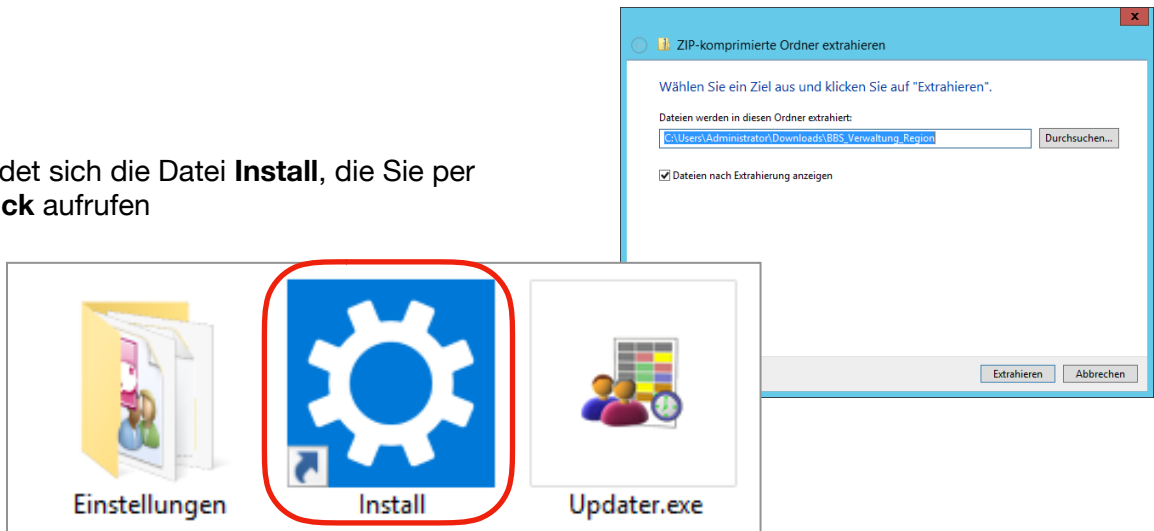 x
ZIP-komprimierte Ordner extrahieren
Wählen Sie ein Ziel aus und klicken Sie auf "Extrahieren".
Dateien werden in diesen Ordner extrahiert:
C:\Users\Administrator\Downloads\BBS_Verwaltung_Region
Durchsuchen...
Dateien nach Extrahierung anzeigen
Extrahieren Abbrechen
det sich die Datei Install, die Sie per
ck aufrufen
Einstellungen Install Updater.exe